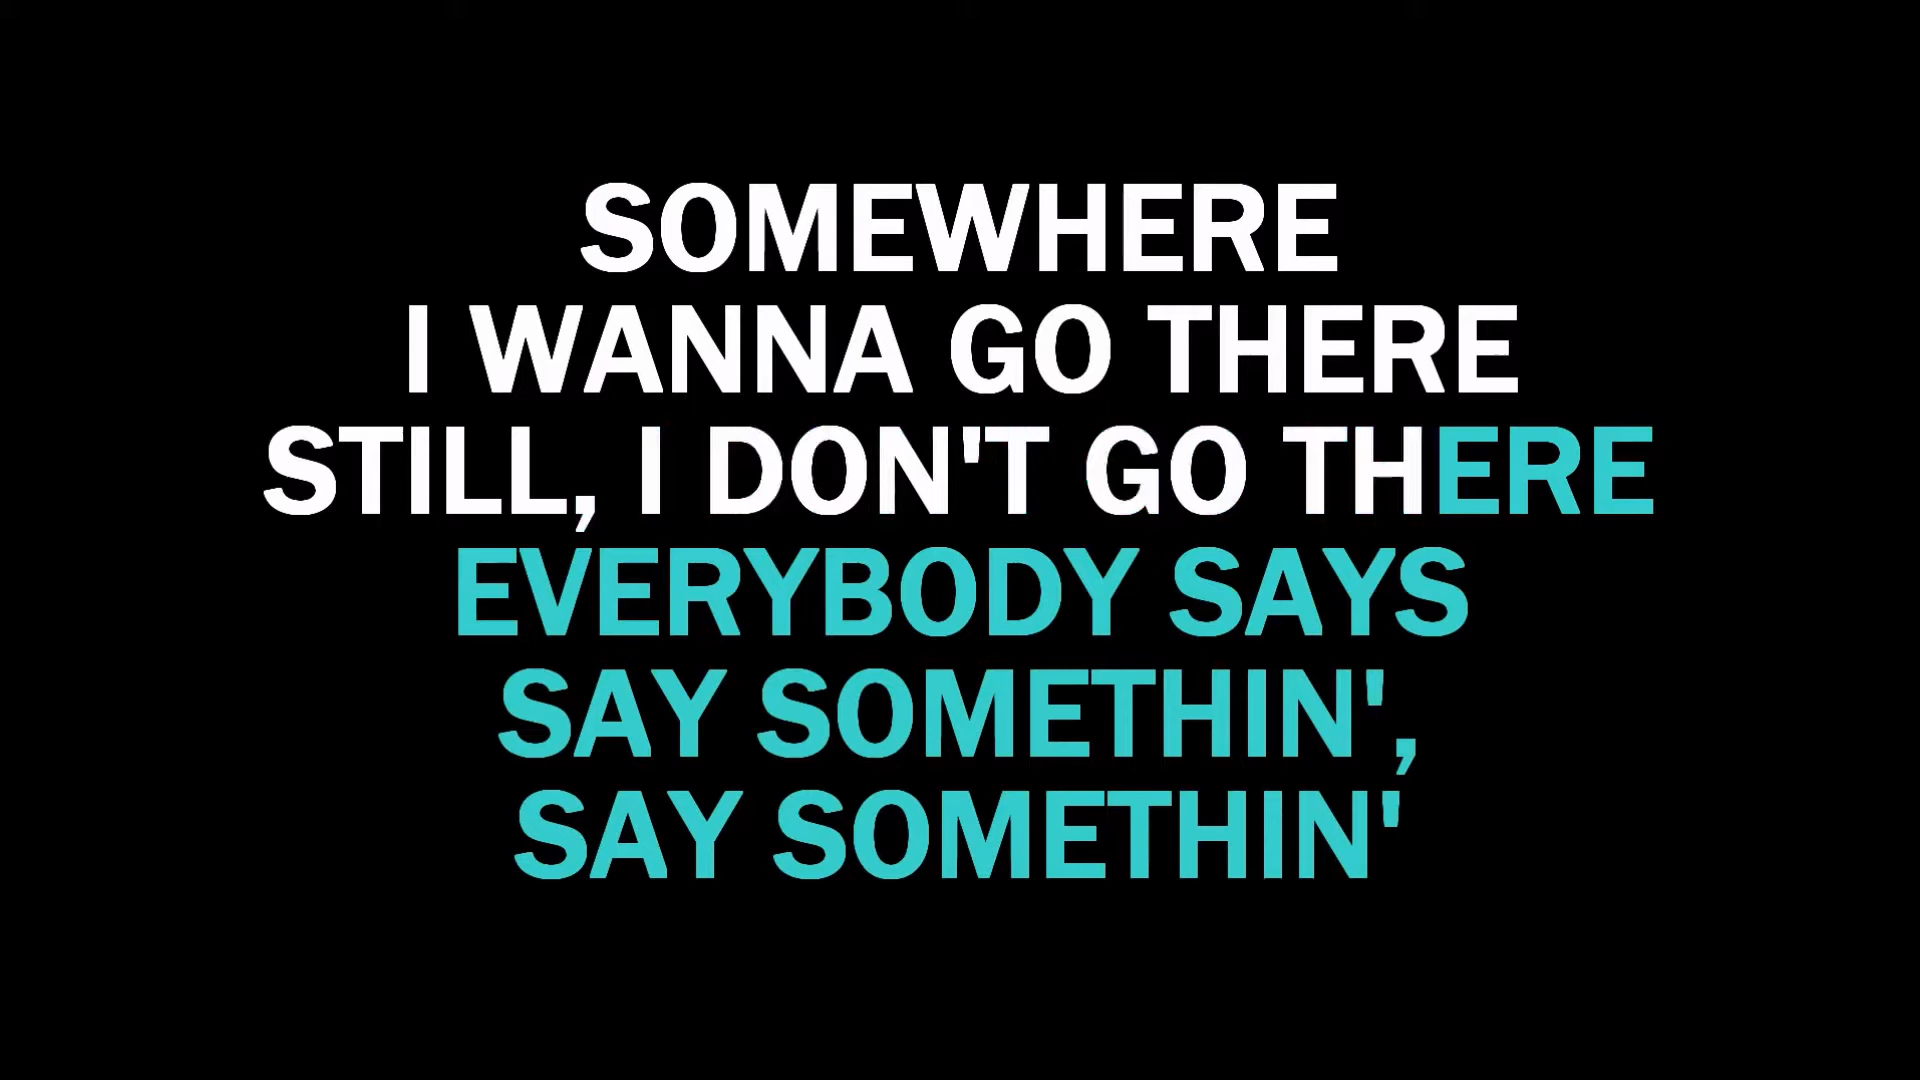 SOMEWHERE
I WANNA GO THERE
STILL, I DON'T GO THERE
EVERYBODY SAYS
SAY SOMETHIN',
SAY SOMETHIN'